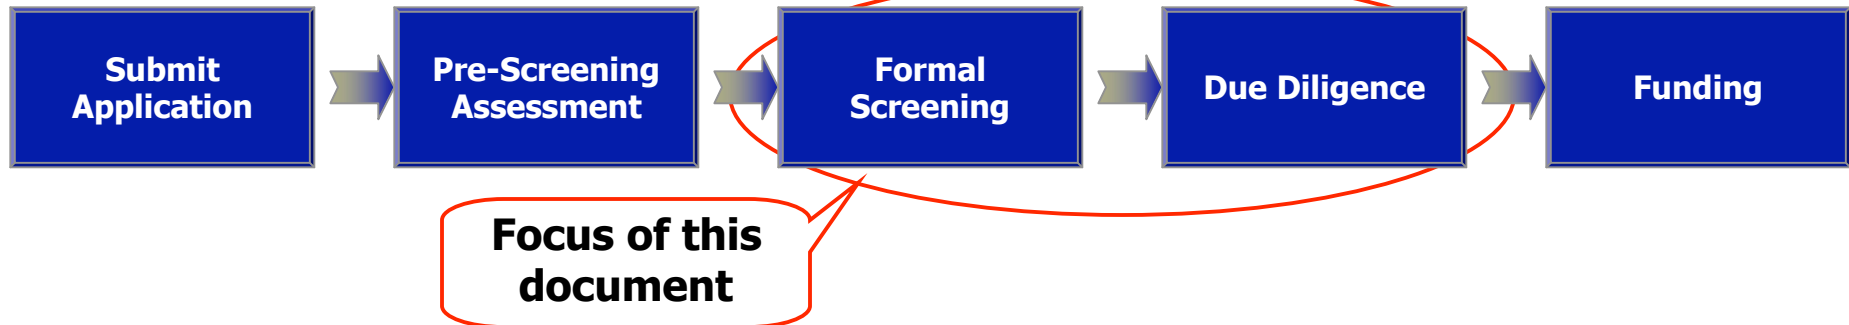 Submit
Application
Pre-Screening
Assessment
Formal
Screening
Due Diligence
Funding
Focus of this
document